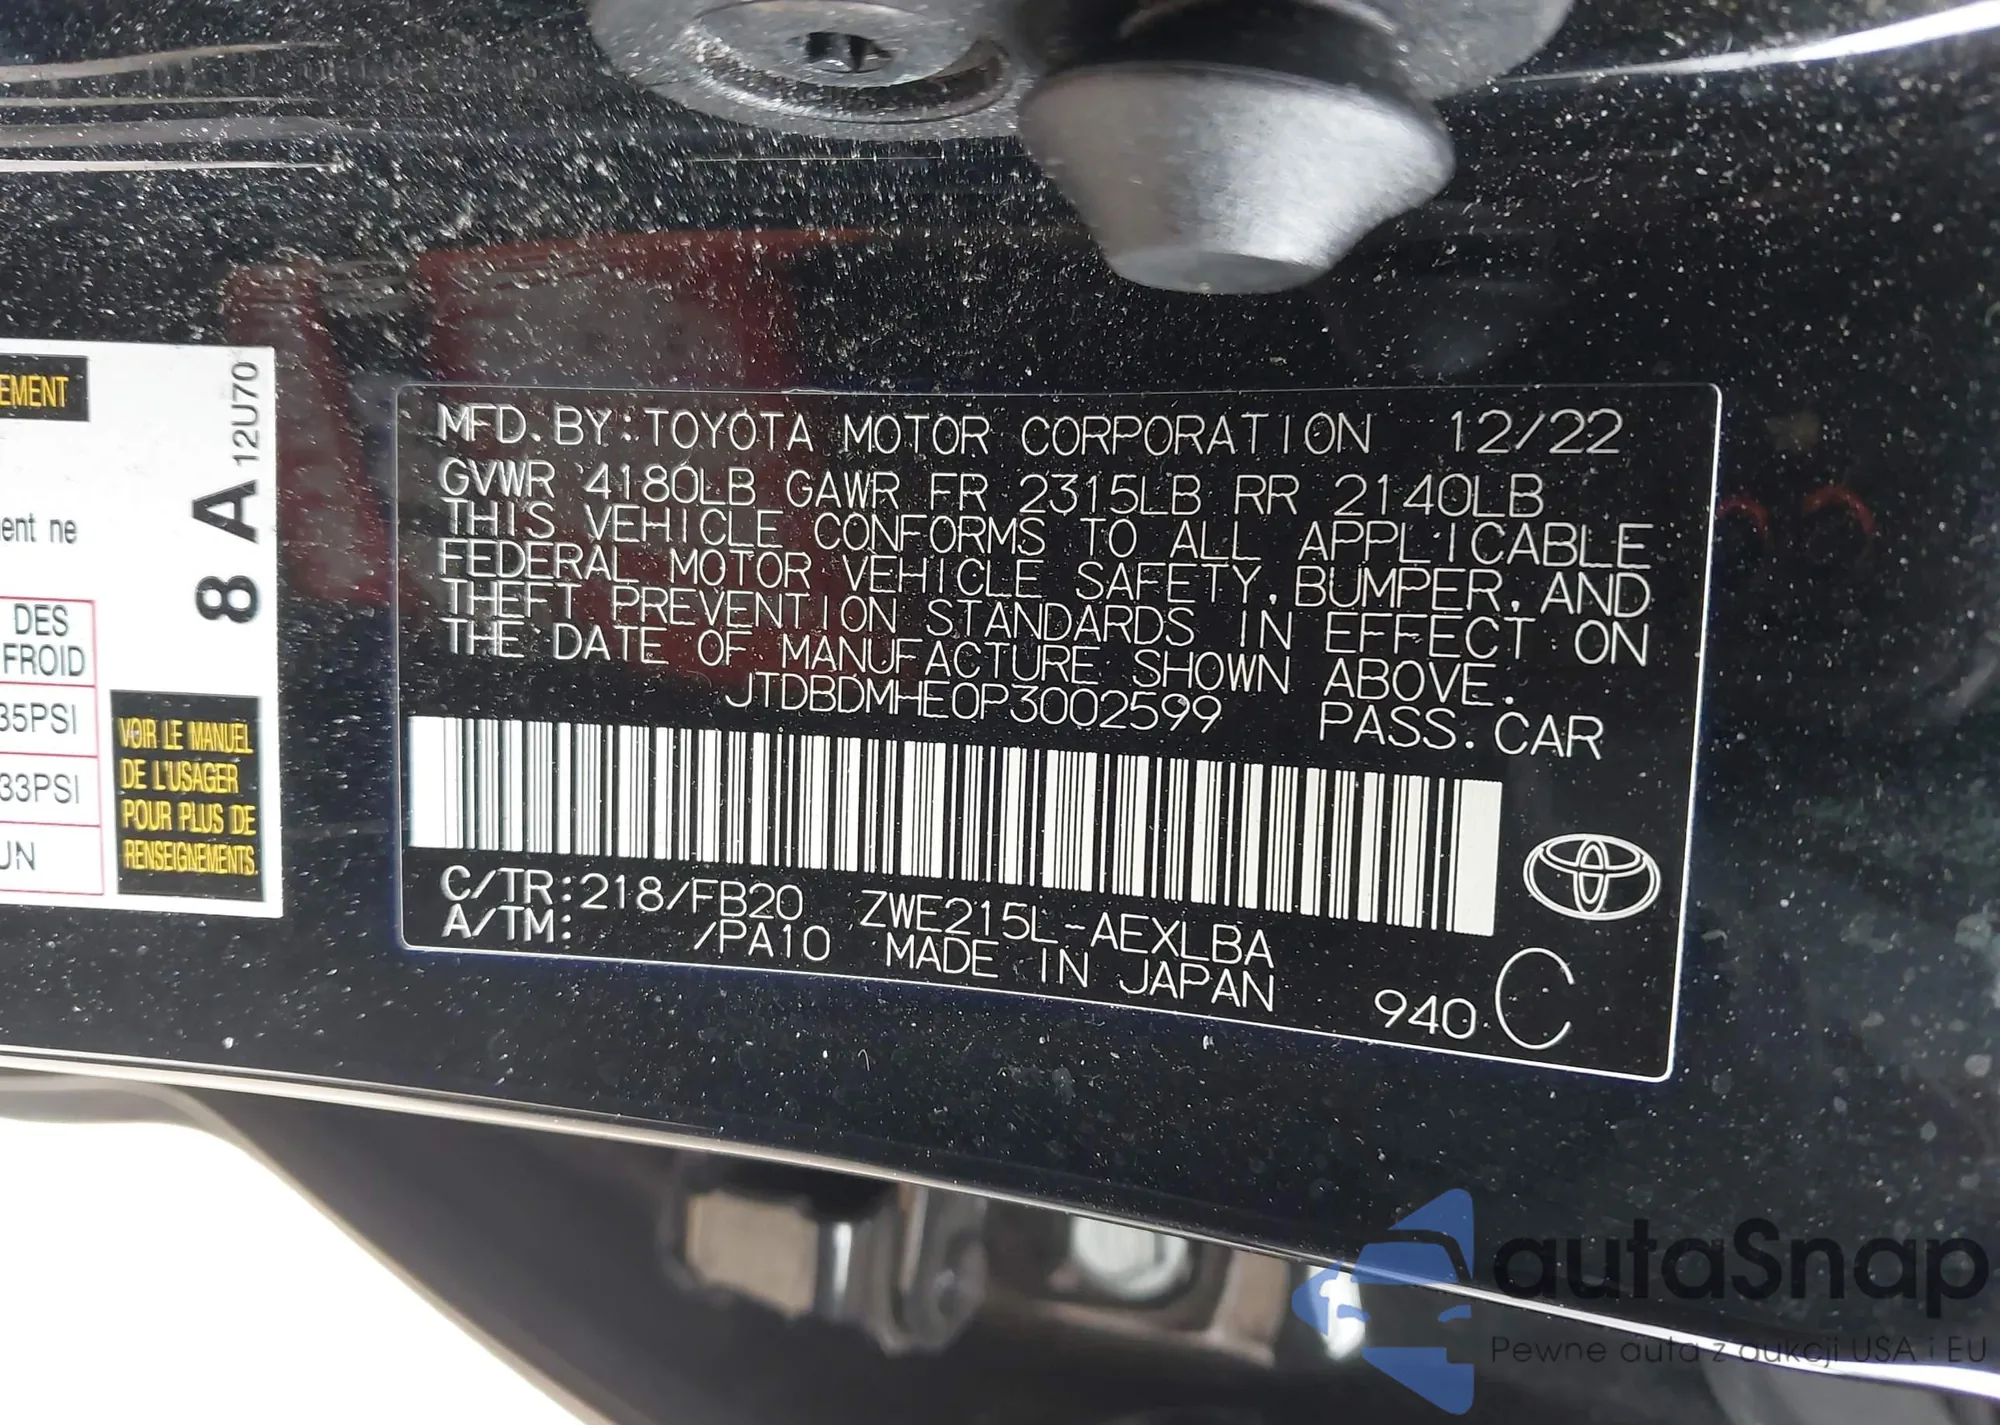 EMENT
ent ne
DES
FROID
35PSI
33PSI
UN
VOIR LE MANUEL
DE L'USAGER
POUR PLUS DE
RENSEIGNEMENTS.
8 A 12U70
MFD. BY: TOYOTA MOTOR CORPORATION 12/22
GVWR 4180LB GAWR FR 2315LB RR 2140LB
THIS VEHICLE CONFORMS TO ALL APPLICABLE
FEDERAL MOTOR VEHICLE SAFETY, BUMPER, AND
THEFT PREVENTION STANDARDS IN EFFECT ON
THE DATE OF MANUFACTURE SHOWN ABOVE.
JTDBDMHE0P3002599 PASS. CAR
C/TR: 218/FB20 ZWE215L-AEXLBA
A/TM: /PA10 MADE IN JAPAN
940 C
autaSnap
Pewne auta z aukcji USA i EU